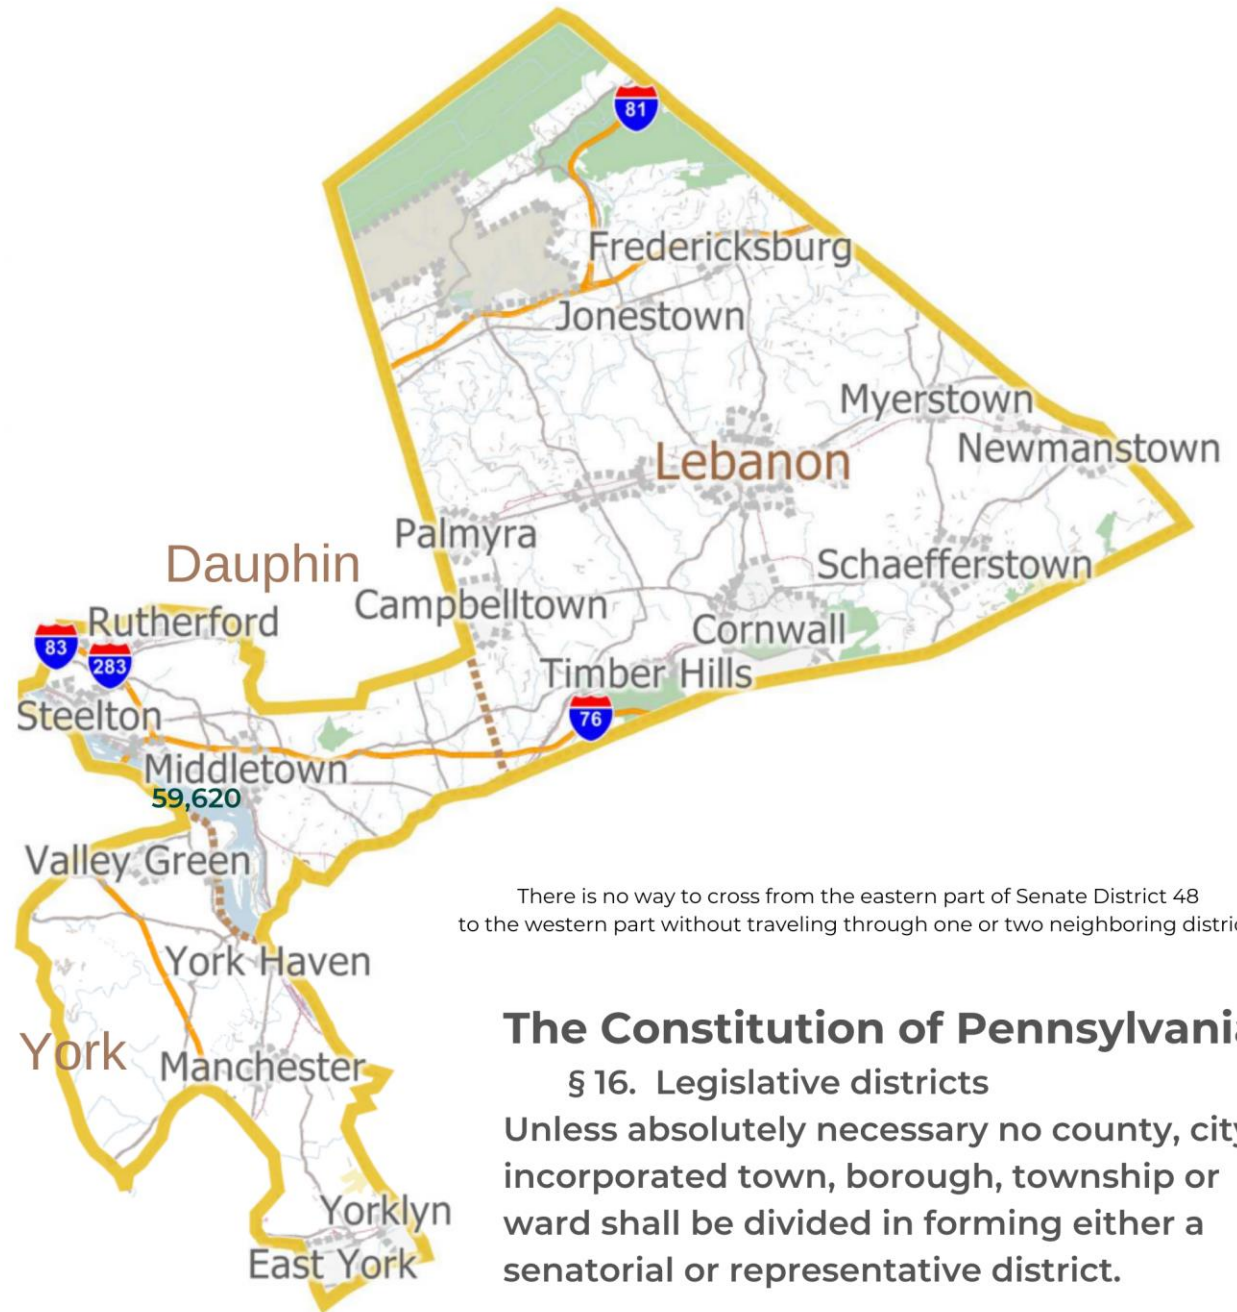 81
Fredericksburg
Jonestown
Myerstown
Newmanstown
Lebanon
Palmyra
Dauphin
Schaefferstown
Campbelltown
Rutherford
83
283
Cornwall
Timber Hills
Steelton
76
Middletown
59,620
Valley Green
There is no way to cross from the eastern part of Senate District 48
to the western part without traveling through one or two neighboring distri
York Haven
The Constitution of Pennsylvania
York
Manchester
§ 16. Legislative districts
Unless absolutely necessary no county, city
incorporated town, borough, township or
ward shall be divided in forming either a
senatorial or representative district.
Yorklyn
East York